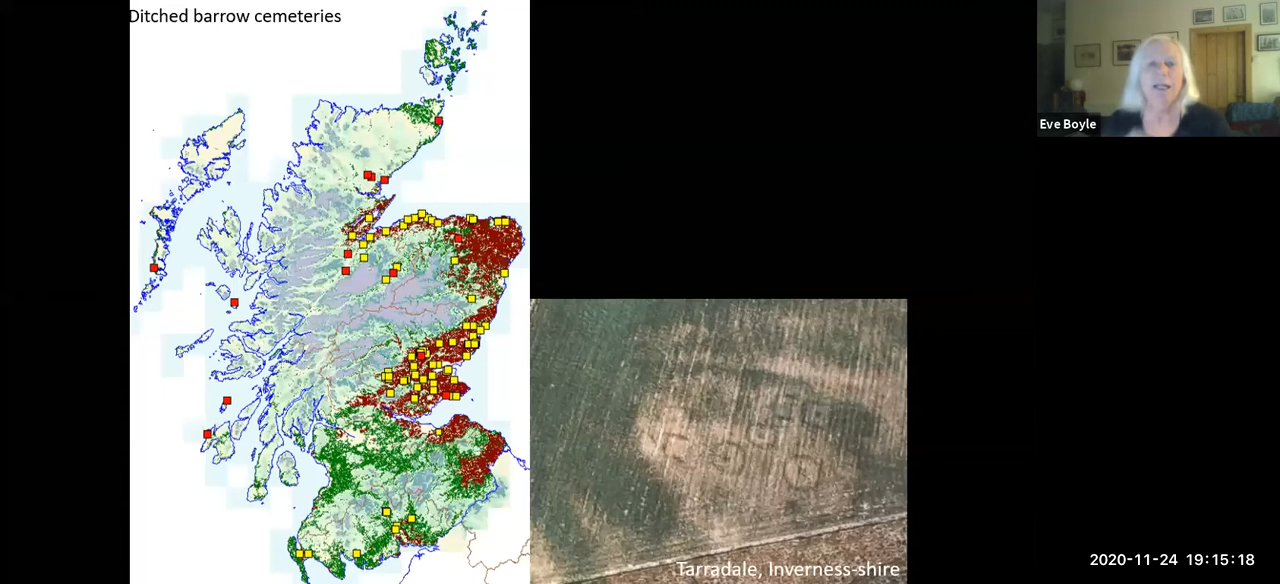 Ditched barrow cemeteries
Eve Boyle
Tarradale, Inverness-shire
2020-11-24 19:15:18